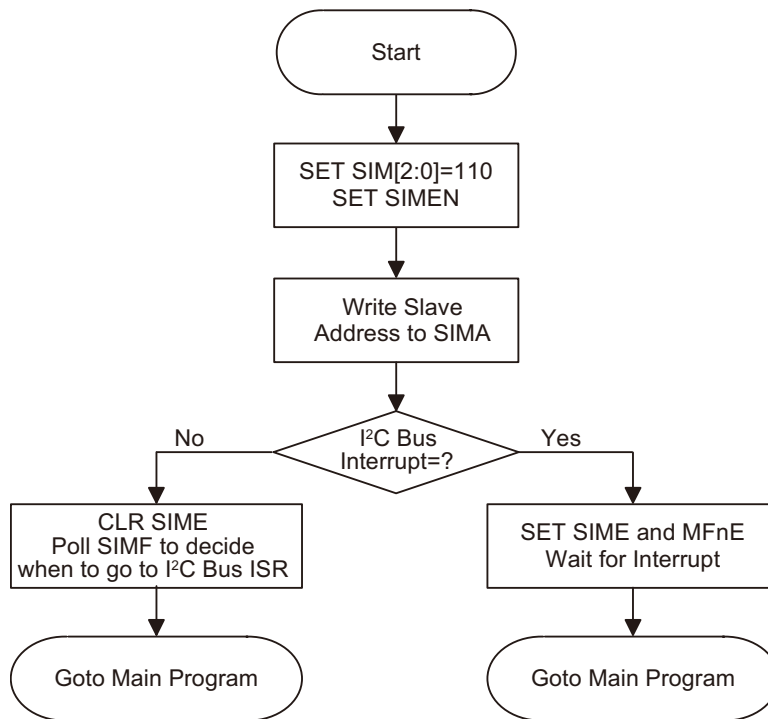 Start
SET SIM[2:0]=110
SET SIMEN
Write Slave
Address to SIMA
I²C Bus
Interrupt=?
No
Yes
CLR SIME
Poll SIMF to decide
when to go to I²C Bus ISR
SET SIME and MFnE
Wait for Interrupt
Goto Main Program
Goto Main Program